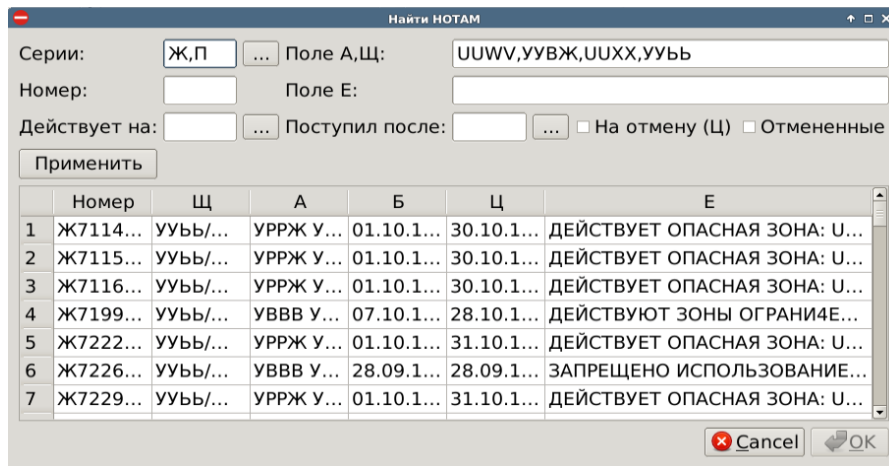 Найти НОТАМ
Серии: Ж,П ... Поле А,Щ: UUWV,УУВЖ,UUXX,УУЬЬ
Номер: Поле Е:
Действует на: ... Поступил после: ... На отмену (Ц) Отмененные
Применить
Номер Щ А Б Ц Е
1 Ж7114... УУЬЬ/... УРРЖ У... 01.10.1... 30.10.1... ДЕЙСТВУЕТ ОПАСНАЯ ЗОНА: U...
2 Ж7115... УУЬЬ/... УРРЖ У... 01.10.1... 30.10.1... ДЕЙСТВУЕТ ОПАСНАЯ ЗОНА: U...
3 Ж7116... УУЬЬ/... УРРЖ У... 01.10.1... 30.10.1... ДЕЙСТВУЕТ ОПАСНАЯ ЗОНА: U...
4 Ж7199... УУЬЬ/... УВВВ У... 07.10.1... 28.10.1... ДЕЙСТВУЮТ ЗОНЫ ОГРАНИ4Е...
5 Ж7222... УУЬЬ/... УРРЖ У... 01.10.1... 31.10.1... ДЕЙСТВУЕТ ОПАСНАЯ ЗОНА: U...
6 Ж7226... УУЬЬ/... УВВВ У... 28.09.1... 28.09.1... ЗАПРЕЩЕНО ИСПОЛЬЗОВАНИЕ...
7 Ж7229... УУЬЬ/... УРРЖ У... 01.10.1... 31.10.1... ДЕЙСТВУЕТ ОПАСНАЯ ЗОНА: U...
Cancel OK